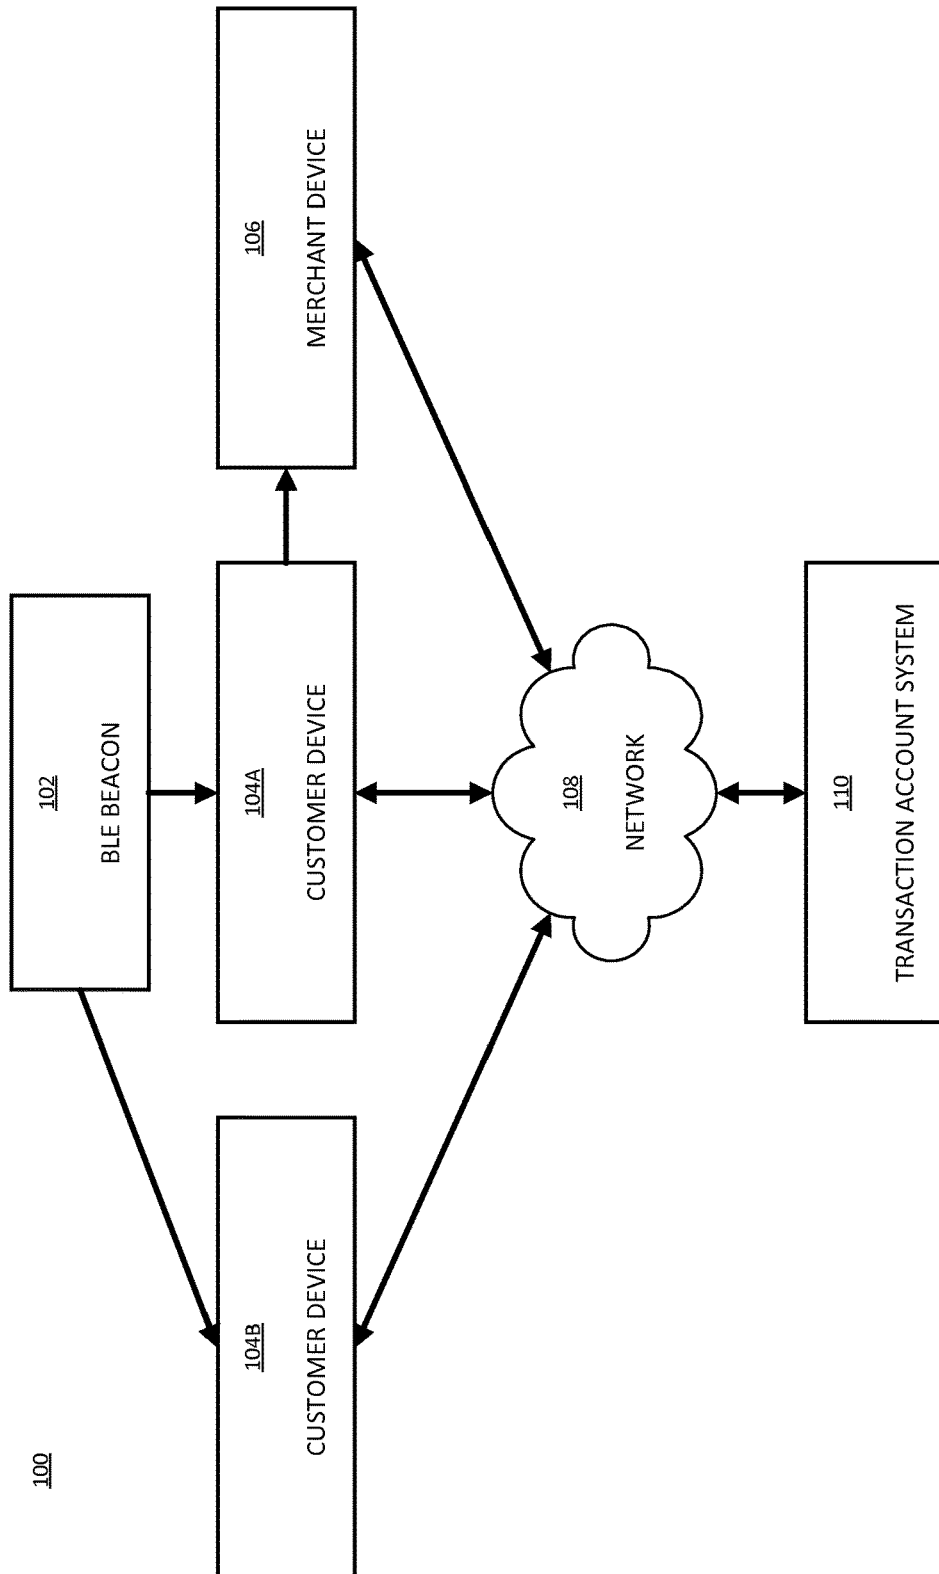 100
102
BLE BEACON
104B
CUSTOMER DEVICE
104A
CUSTOMER DEVICE
106
MERCHANT DEVICE
108
NETWORK
110
TRANSACTION ACCOUNT SYSTEM